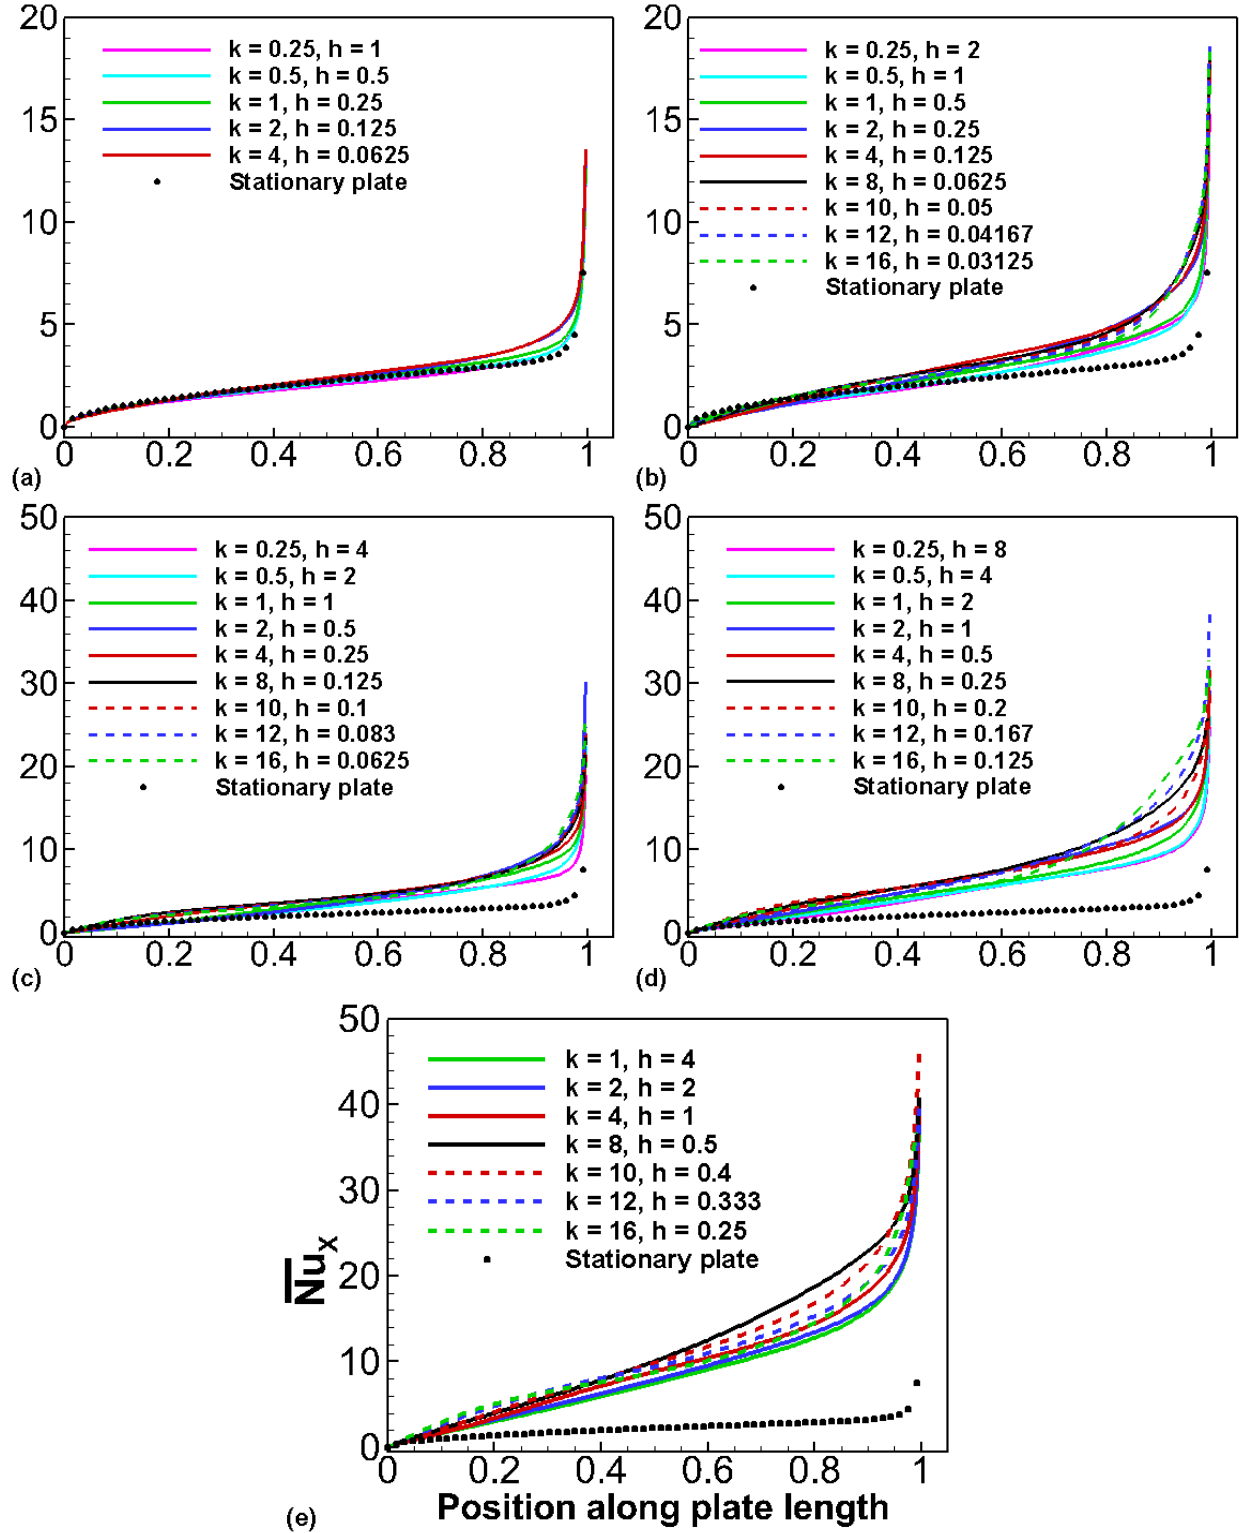 20
15
10
5
0
k = 0.25, h = 1
k = 0.5, h = 0.5
k = 1, h = 0.25
k = 2, h = 0.125
k = 4, h = 0.0625
Stationary plate
0 0.2 0.4 0.6 0.8 1
(a)
20
15
10
5
0
k = 0.25, h = 2
k = 0.5, h = 1
k = 1, h = 0.5
k = 2, h = 0.25
k = 4, h = 0.125
k = 8, h = 0.0625
k = 10, h = 0.05
k = 12, h = 0.04167
k = 16, h = 0.03125
Stationary plate
0 0.2 0.4 0.6 0.8 1
(b)
50
40
30
20
10
0
k = 0.25, h = 4
k = 0.5, h = 2
k = 1, h = 1
k = 2, h = 0.5
k = 4, h = 0.25
k = 8, h = 0.125
k = 10, h = 0.1
k = 12, h = 0.083
k = 16, h = 0.0625
Stationary plate
0 0.2 0.4 0.6 0.8 1
(c)
50
40
30
20
10
0
k = 0.25, h = 8
k = 0.5, h = 4
k = 1, h = 2
k = 2, h = 1
k = 4, h = 0.5
k = 8, h = 0.25
k = 10, h = 0.2
k = 12, h = 0.167
k = 16, h = 0.125
Stationary plate
0 0.2 0.4 0.6 0.8 1
(d)
50
40
30
20
10
0
k = 1, h = 4
k = 2, h = 2
k = 4, h = 1
k = 8, h = 0.5
k = 10, h = 0.4
k = 12, h = 0.333
k = 16, h = 0.25
Stationary plate
N̅u̅ₓ
0 0.2 0.4 0.6 0.8 1
Position along plate length
(e)